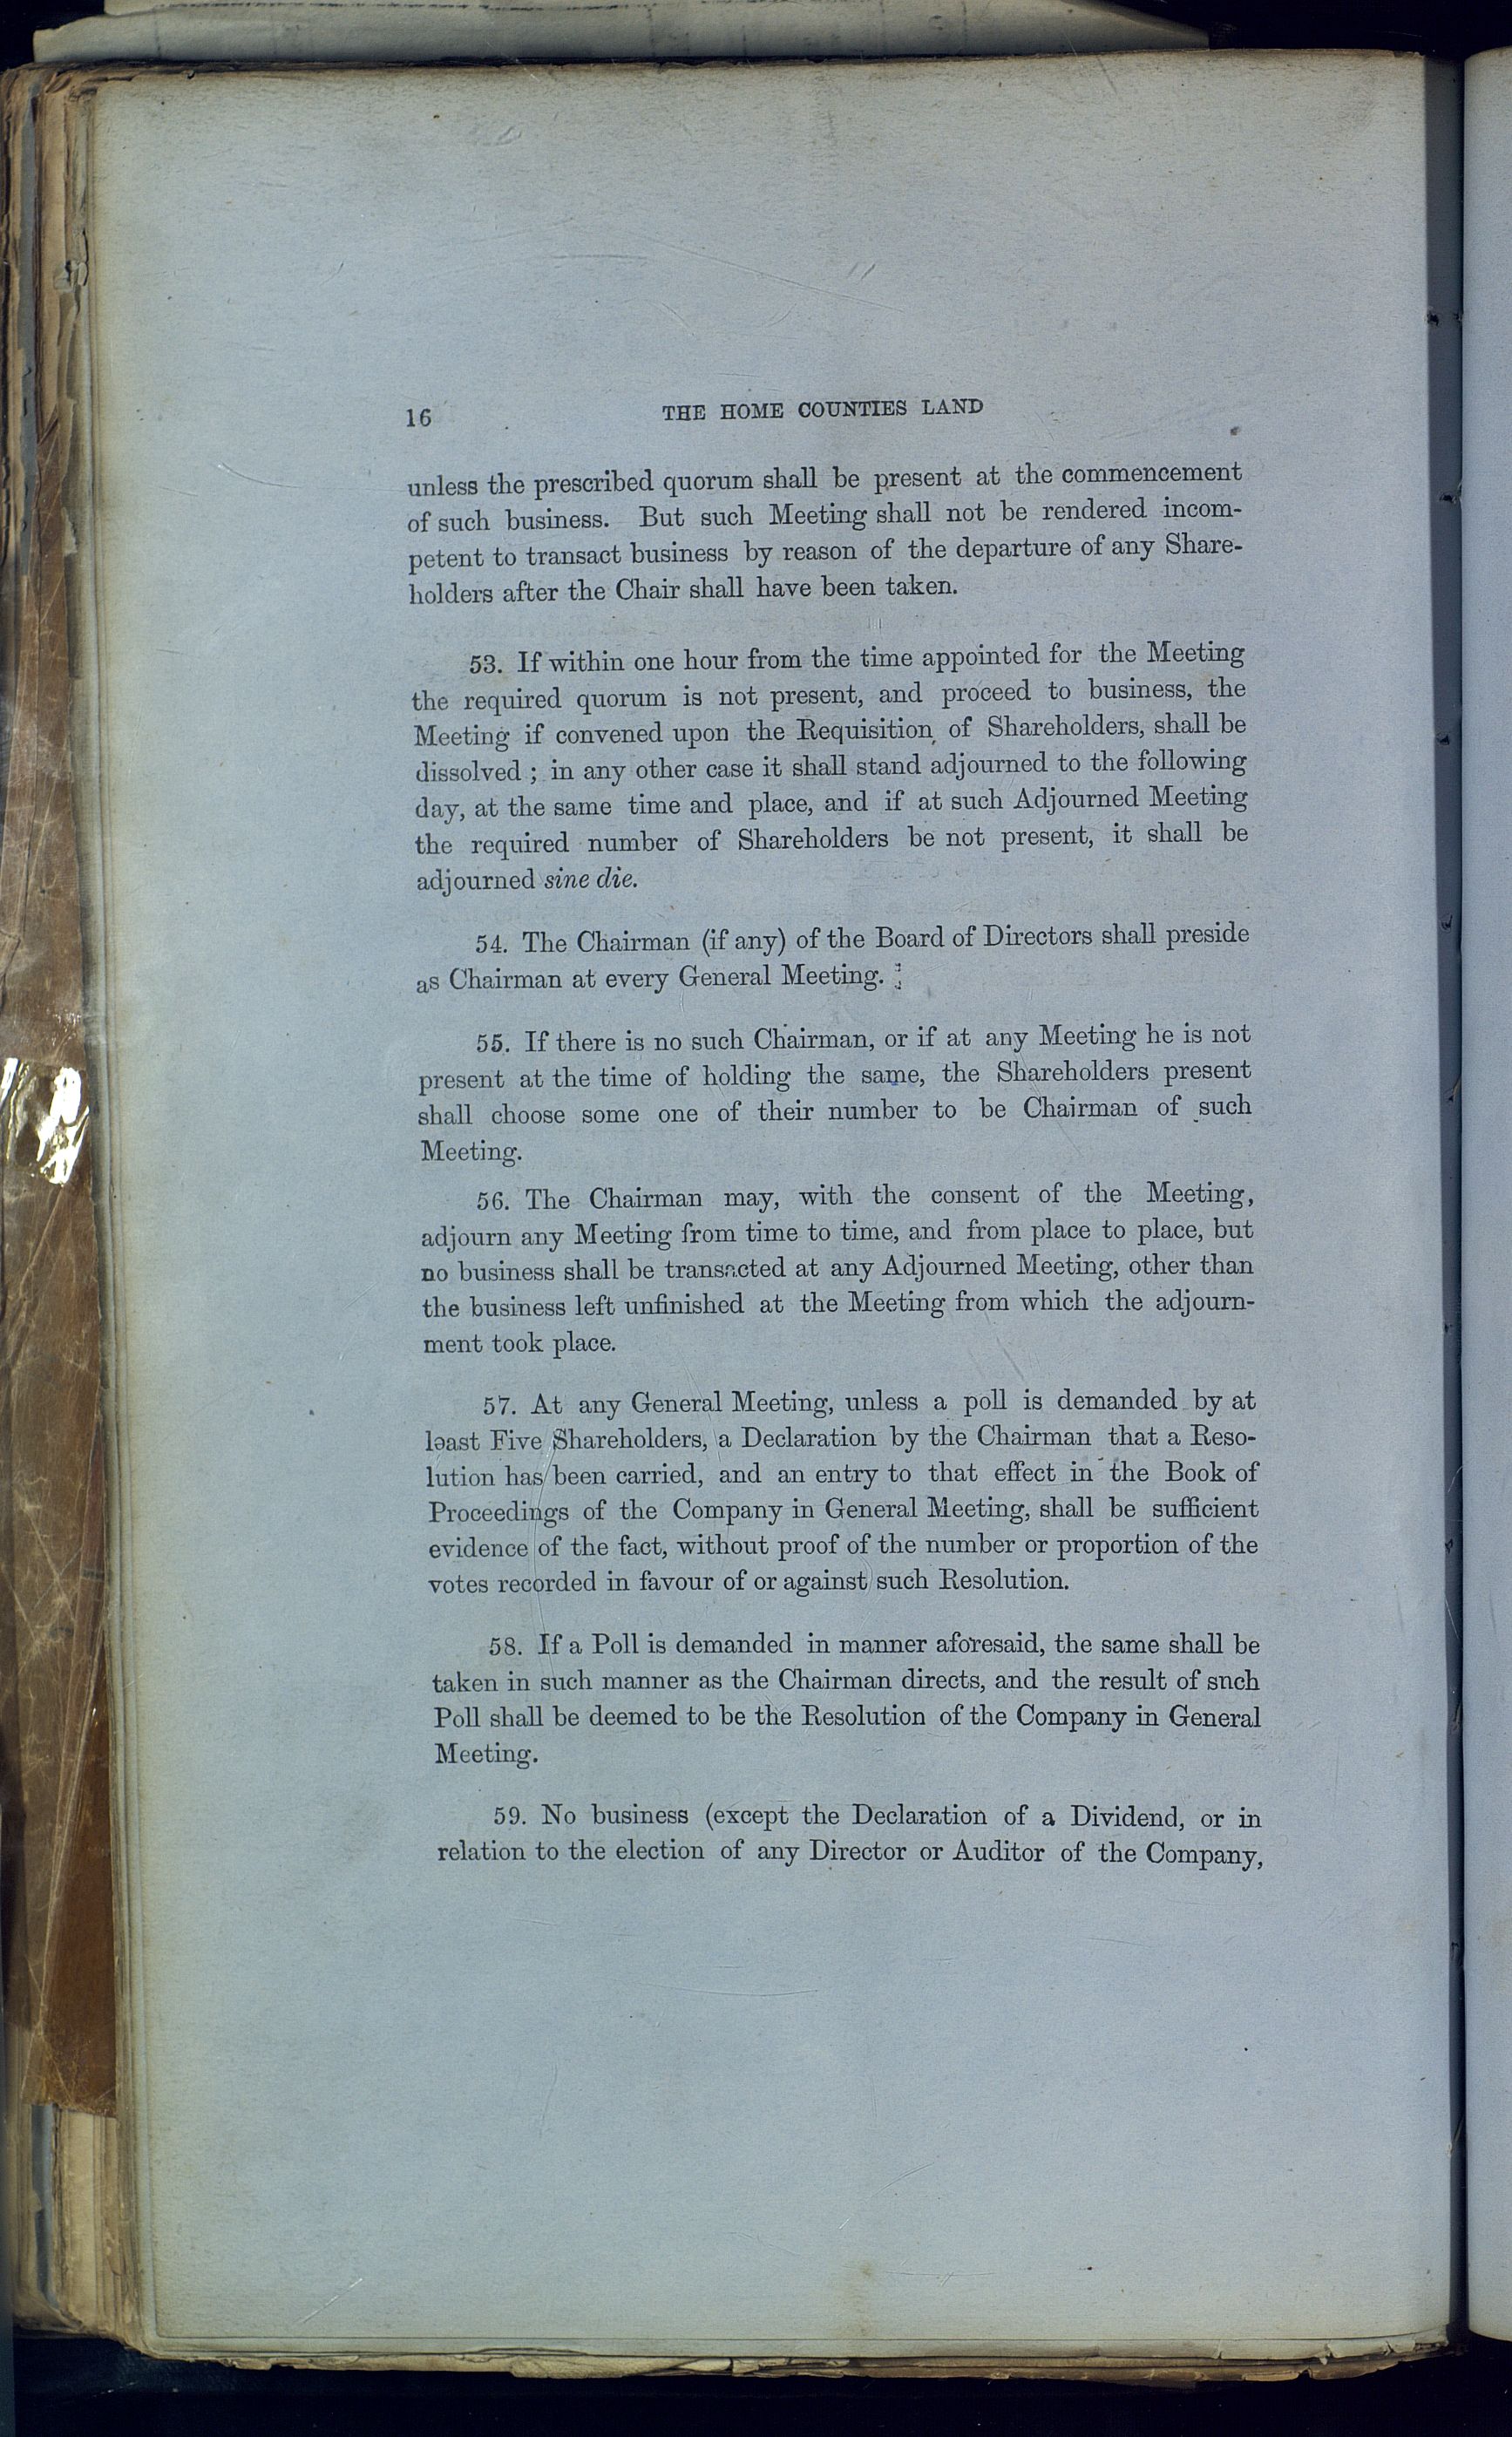 16
THE HOME COUNTIES LAND
unless the prescribed quorum shall be present at the commencement
of such business. But such Meeting shall not be rendered incom-
petent to transact business by reason of the departure of any Share-
holders after the Chair shall have been taken.
53. If within one hour from the time appointed for the Meeting
the required quorum is not present, and proceed to business, the
Meeting if convened upon the Requisition of Shareholders, shall be
dissolved ; in any other case it shall stand adjourned to the following
day, at the same time and place, and if at such Adjourned Meeting
the required number of Shareholders be not present, it shall be
adjourned sine die.
54. The Chairman (if any) of the Board of Directors shall preside
as Chairman at every General Meeting.
55. If there is no such Chairman, or if at any Meeting he is not
present at the time of holding the same, the Shareholders present
shall choose some one of their number to be Chairman of such
Meeting.
56. The Chairman may, with the consent of the Meeting,
adjourn any Meeting from time to time, and from place to place, but
no business shall be transacted at any Adjourned Meeting, other than
the business left unfinished at the Meeting from which the adjourn-
ment took place.
57. At any General Meeting, unless a poll is demanded by at
least Five Shareholders, a Declaration by the Chairman that a Reso-
lution has been carried, and an entry to that effect in the Book of
Proceedings of the Company in General Meeting, shall be sufficient
evidence of the fact, without proof of the number or proportion of the
votes recorded in favour of or against such Resolution.
58. If a Poll is demanded in manner aforesaid, the same shall be
taken in such manner as the Chairman directs, and the result of snch
Poll shall be deemed to be the Resolution of the Company in General
Meeting.
59. No business (except the Declaration of a Dividend, or in
relation to the election of any Director or Auditor of the Company,